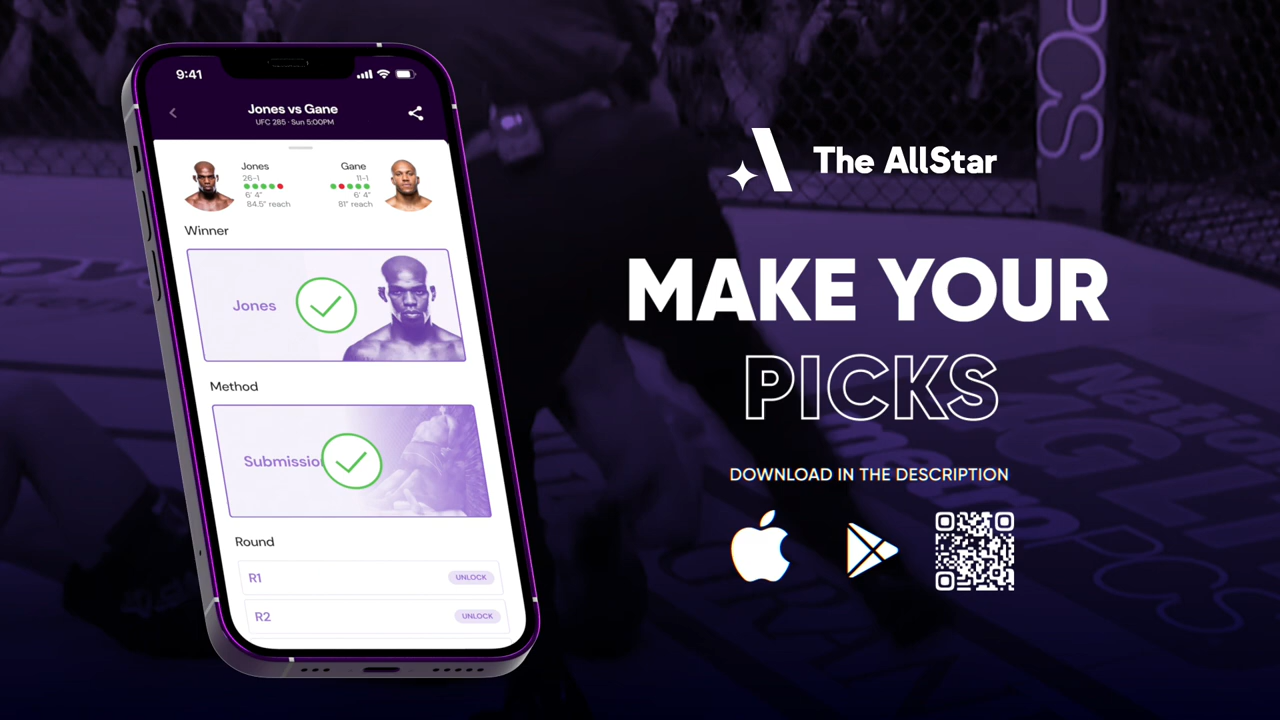 9:41
Jones vs Gane
UFC 285 · Sun 5:00PM
Jones
26-1
6' 4"
84.5" reach
Gane
11-1
6' 4"
81" reach
Winner
Jones
Method
Submissio
Round
R1
UNLOCK
R2
UNLOCK
The AllStar
MAKE YOUR
PICKS
DOWNLOAD IN THE DESCRIPTION
PCS